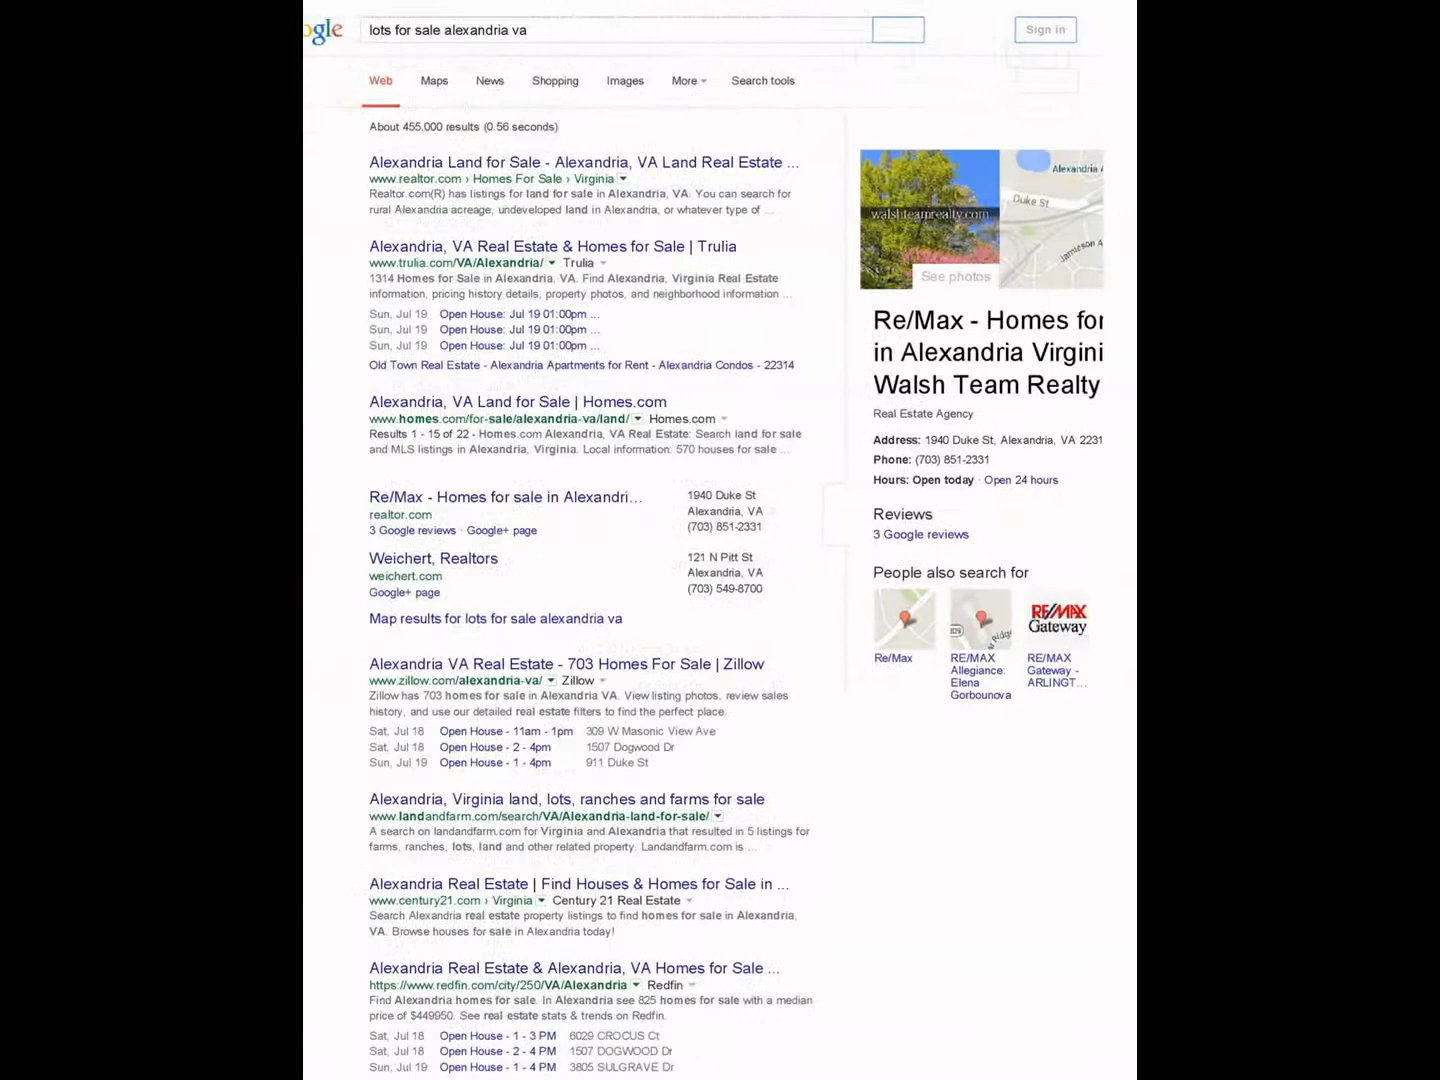 ogle
lots for sale alexandria va
Sign in
Web Maps News Shopping Images More Search tools
About 455,000 results (0.56 seconds)
Alexandria Land for Sale - Alexandria, VA Land Real Estate ...
www.realtor.com › Homes For Sale › Virginia
Realtor.com(R) has listings for land for sale in Alexandria, VA. You can search for
rural Alexandria acreage, undeveloped land in Alexandria, or whatever type of ...
Alexandria, VA Real Estate & Homes for Sale | Trulia
www.trulia.com/VA/Alexandria/ Trulia
1314 Homes for Sale in Alexandria, VA. Find Alexandria, Virginia Real Estate
information, pricing history details, property photos, and neighborhood information ...
Sun, Jul 19 Open House: Jul 19 01:00pm ...
Sun, Jul 19 Open House: Jul 19 01:00pm ...
Sun, Jul 19 Open House: Jul 19 01:00pm ...
Old Town Real Estate - Alexandria Apartments for Rent - Alexandria Condos - 22314
Alexandria, VA Land for Sale | Homes.com
www.homes.com/for-sale/alexandria-va/land/ Homes.com
Results 1 - 15 of 22 - Homes.com Alexandria, VA Real Estate: Search land for sale
and MLS listings in Alexandria, Virginia. Local information: 570 houses for sale ...
Re/Max - Homes for sale in Alexandri...
realtor.com
3 Google reviews · Google+ page
1940 Duke St
Alexandria, VA
(703) 851-2331
Weichert, Realtors
weichert.com
Google+ page
121 N Pitt St
Alexandria, VA
(703) 549-8700
Map results for lots for sale alexandria va
Alexandria VA Real Estate - 703 Homes For Sale | Zillow
www.zillow.com/alexandria-va/ Zillow
Zillow has 703 homes for sale in Alexandria VA. View listing photos, review sales
history, and use our detailed real estate filters to find the perfect place.
Sat, Jul 18 Open House - 11am - 1pm 309 W Masonic View Ave
Sat, Jul 18 Open House - 2 - 4pm 1507 Dogwood Dr
Sun, Jul 19 Open House - 1 - 4pm 911 Duke St
Alexandria, Virginia land, lots, ranches and farms for sale
www.landandfarm.com/search/VA/Alexandria-land-for-sale/
A search on landandfarm.com for Virginia and Alexandria that resulted in 5 listings for
farms, ranches, lots, land and other related property. Landandfarm.com is ...
Alexandria Real Estate | Find Houses & Homes for Sale in ...
www.century21.com › Virginia Century 21 Real Estate
Search Alexandria real estate property listings to find homes for sale in Alexandria,
VA. Browse houses for sale in Alexandria today!
Alexandria Real Estate & Alexandria, VA Homes for Sale ...
https://www.redfin.com/city/250/VA/Alexandria Redfin
Find Alexandria homes for sale. In Alexandria see 825 homes for sale with a median
price of $449950. See real estate stats & trends on Redfin.
Sat, Jul 18 Open House - 1 - 3 PM 6029 CROCUS Ct
Sat, Jul 18 Open House - 2 - 4 PM 1507 DOGWOOD Dr
Sun, Jul 19 Open House - 1 - 4 PM 3805 SULGRAVE Dr
walshteamrealty.com
See photos
Alexandria A
Duke St
Jamieson A
Re/Max - Homes for
in Alexandria Virgini
Walsh Team Realty
Real Estate Agency
Address: 1940 Duke St, Alexandria, VA 2231
Phone: (703) 851-2331
Hours: Open today · Open 24 hours
Reviews
3 Google reviews
People also search for
RE/MAX
Gateway
Re/Max
RE/MAX
Allegiance:
Elena
Gorbounova
RE/MAX
Gateway -
ARLINGT...